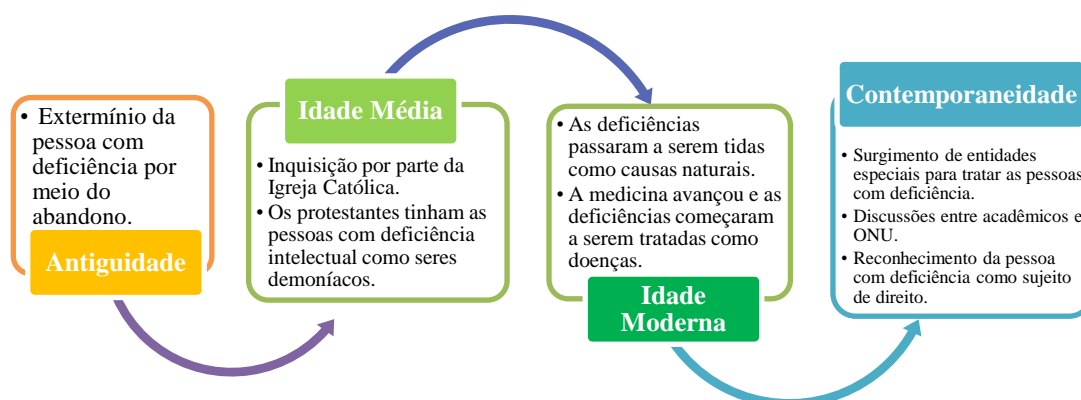 • Extermínio da
pessoa com
deficiência por
meio do
abandono.
Antiguidade
Idade Média
• Inquisição por parte da
Igreja Católica.
• Os protestantes tinham as
pessoas com deficiência
intelectual como seres
demoníacos.
• As deficiências
passaram a serem tidas
como causas naturais.
• A medicina avançou e as
deficiências começaram
a serem tratadas como
doenças.
Idade
Moderna
Contemporaneidade
• Surgimento de entidades
especiais para tratar as pessoas
com deficiência.
• Discussões entre acadêmicos e
ONU.
• Reconhecimento da pessoa
com deficiência como sujeito
de direito.